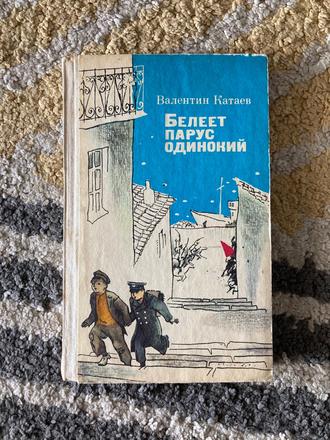 Валентин Катаев
Белеет
парус
одинокий